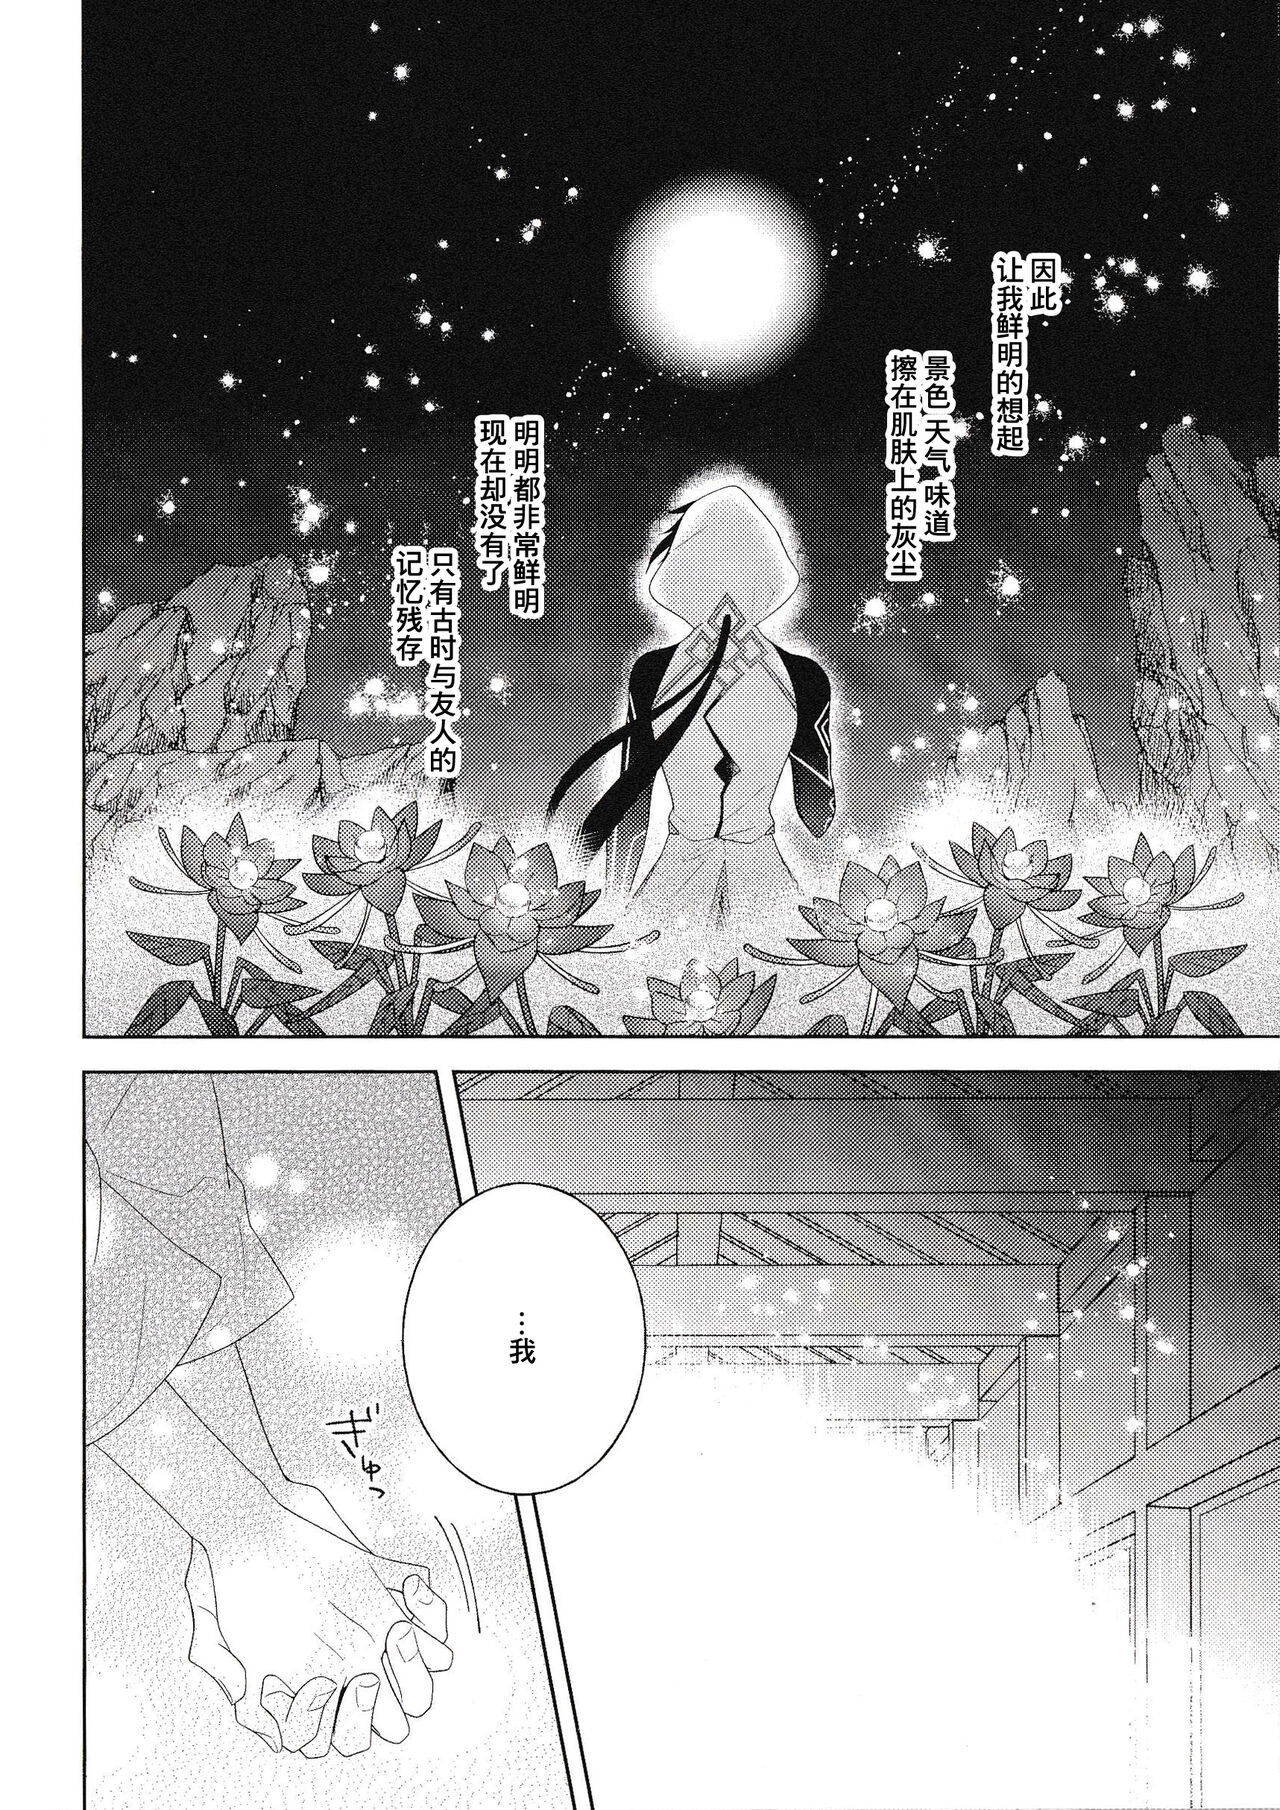 因此
让我鲜明的想起
景色天气味道
擦在肌肤上的灰尘
明明都非常鲜明
现在却没有了
只有古时与友人的
记忆残存
…我
ぎゅっ